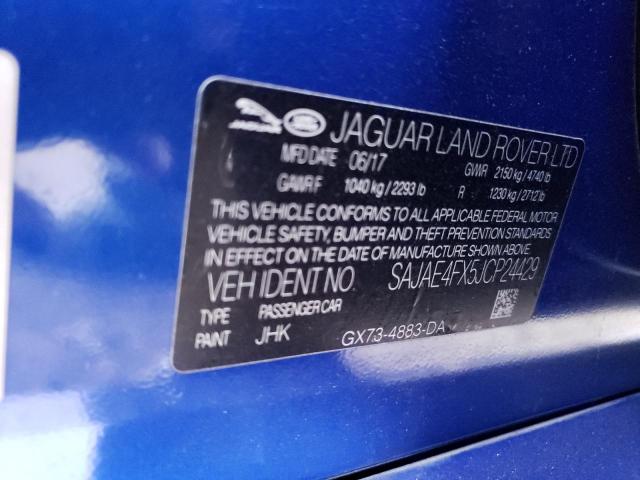 JAGUAR JAGUAR LAND ROVER LTD
MFD DATE 06/17 GVWR 2150 kg / 4740 lb
GAWR F 1040 kg / 2293 lb R 1230 kg / 2712 lb
THIS VEHICLE CONFORMS TO ALL APPLICABLE FEDERAL MOTOR
VEHICLE SAFETY, BUMPER AND THEFT PREVENTION STANDARDS
IN EFFECT ON THE DATE OF MANUFACTURE SHOWN ABOVE.
VEH IDENT NO. SAJAE4FX5JCP24429
TYPE PASSENGER CAR
PAINT JHK GX73-4883-DA